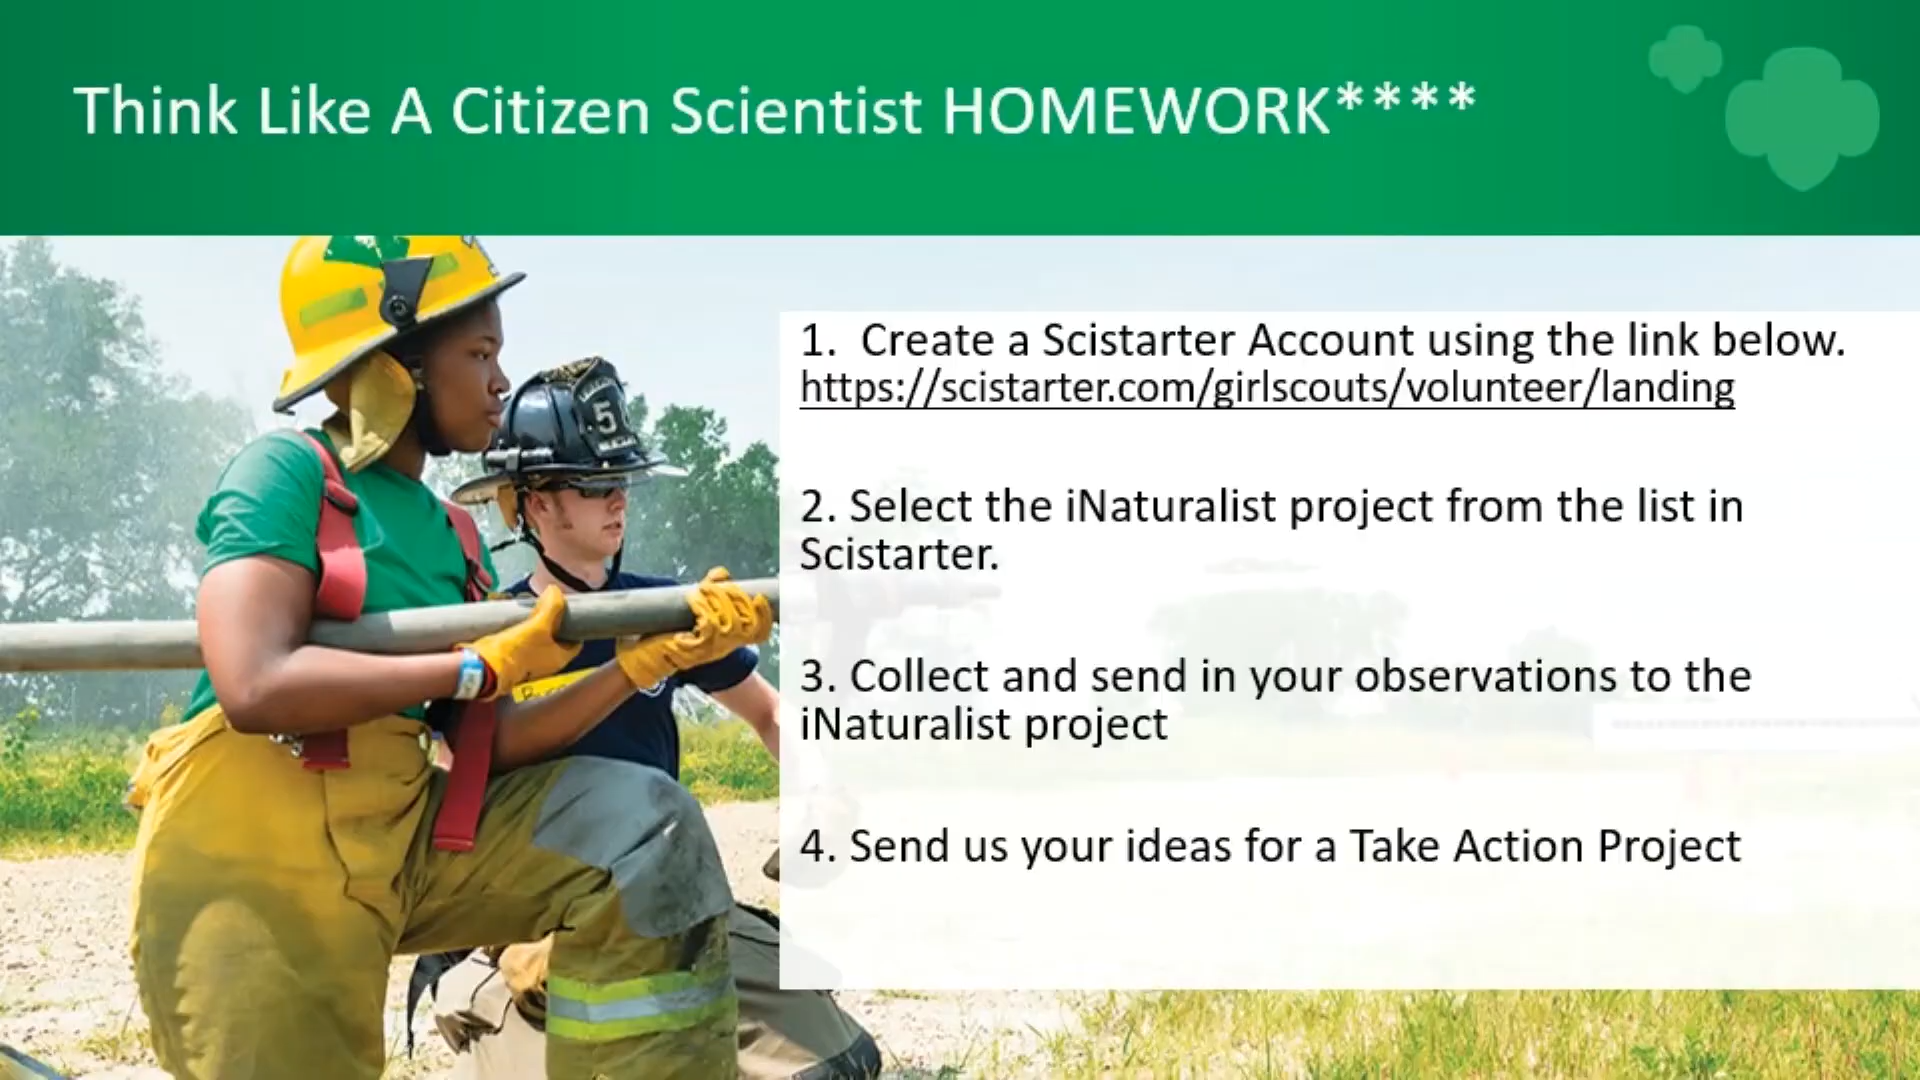 Think Like A Citizen Scientist HOMEWORK****
1.  Create a Scistarter Account using the link below.
https://scistarter.com/girlscouts/volunteer/landing
2. Select the iNaturalist project from the list in
Scistarter.
3. Collect and send in your observations to the
iNaturalist project
4. Send us your ideas for a Take Action Project
5